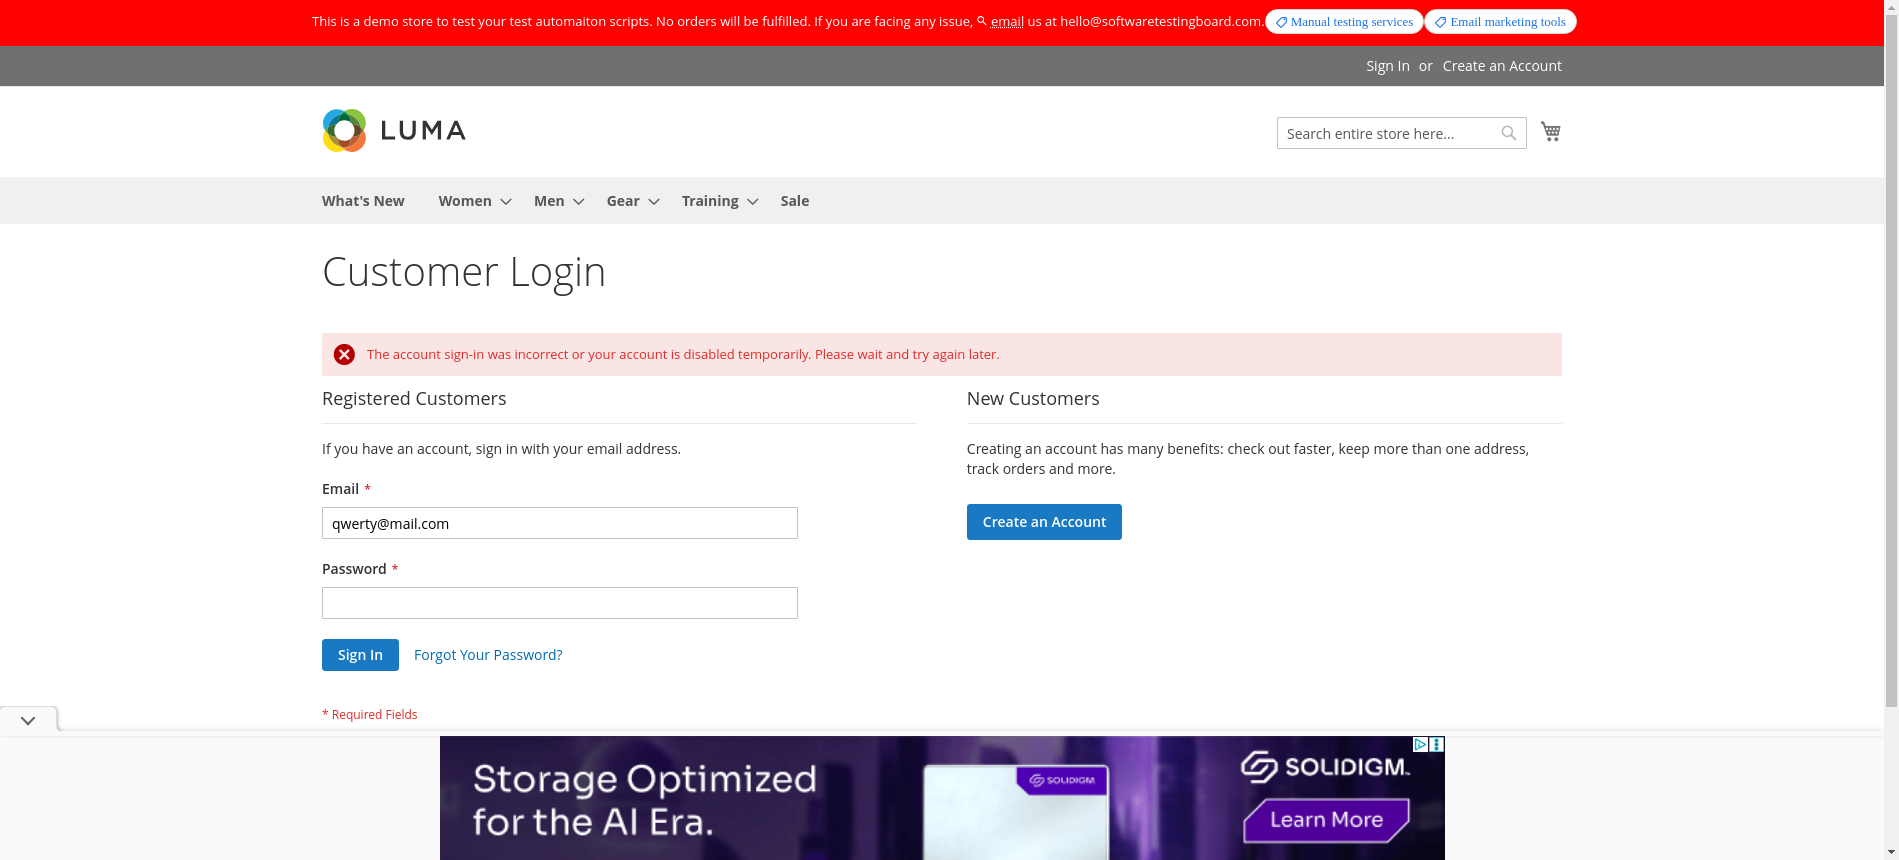 This is a demo store to test your test automaiton scripts. No orders will be fulfilled. If you are facing any issue, email us at hello@softwaretestingboard.com. Manual testing services Email marketing tools
Sign In or Create an Account
LUMA
Search entire store here...
What's New Women Men Gear Training Sale
Customer Login
The account sign-in was incorrect or your account is disabled temporarily. Please wait and try again later.
Registered Customers
If you have an account, sign in with your email address.
Email *
qwerty@mail.com
Password *
Sign In Forgot Your Password?
* Required Fields
New Customers
Creating an account has many benefits: check out faster, keep more than one address,
track orders and more.
Create an Account
Storage Optimized
for the AI Era.
SOLIDIGM
SOLIDIGM
Learn More